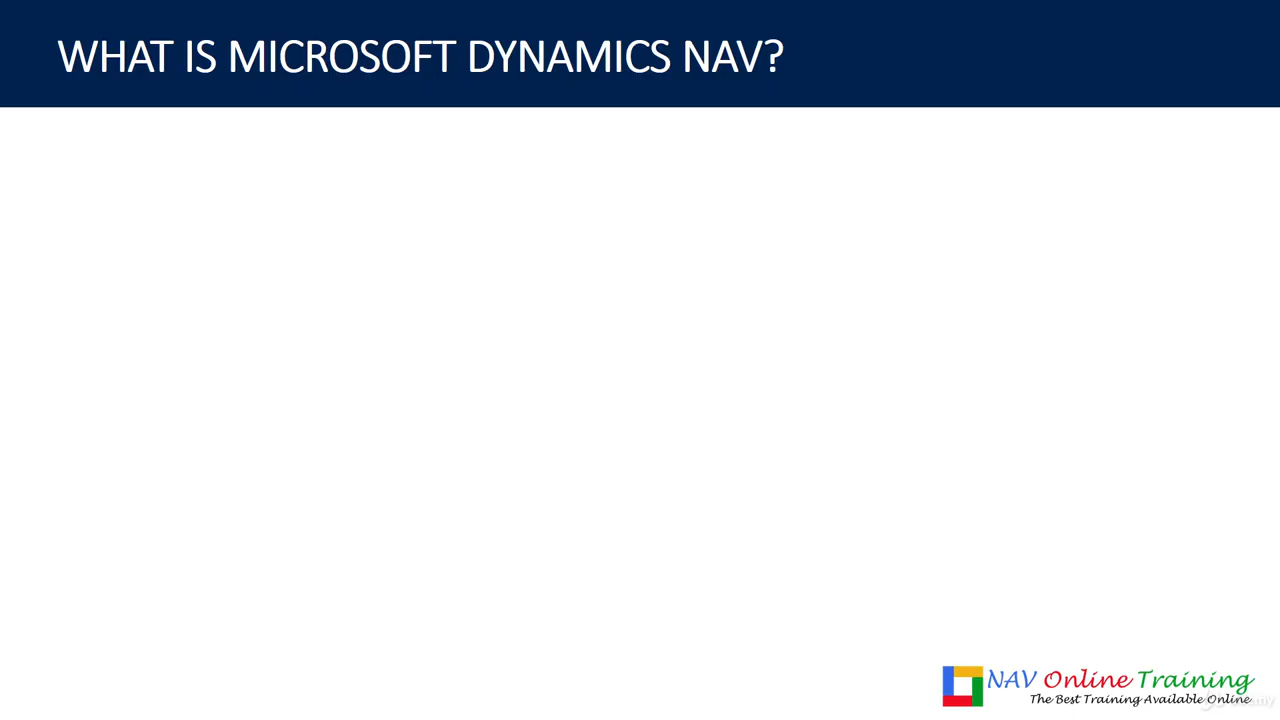 WHAT IS MICROSOFT DYNAMICS NAV?
NAV Online Training
The Best Training Available Online